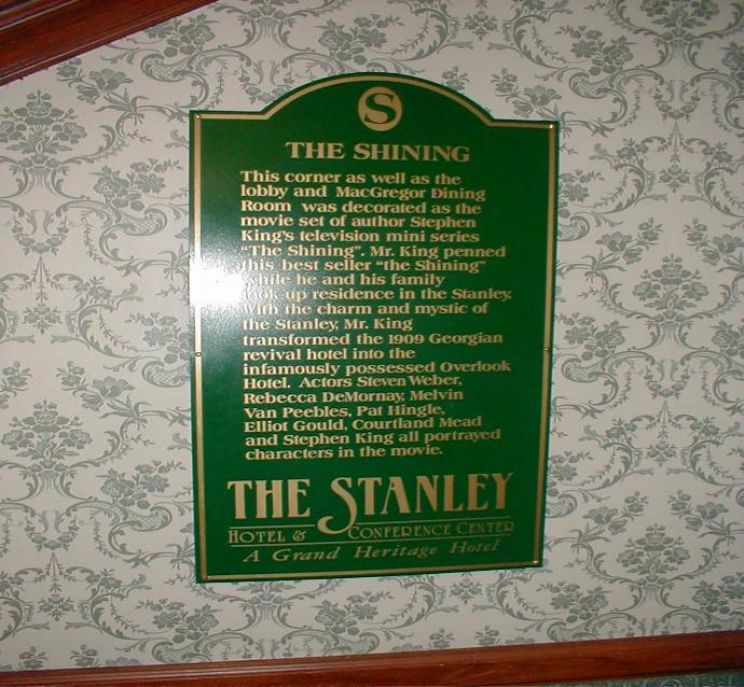 S
THE SHINING
This corner as well as the
lobby and MacGregor Dining
Room was decorated as the
movie set of author Stephen
King's television mini series
"The Shining". Mr. King penned
this best seller "the Shining"
while he and his family
took up residence in the Stanley.
With the charm and mystic of
the Stanley, Mr. King
transformed the 1909 Georgian
revival hotel into the
infamously possessed Overlook
Hotel. Actors Steven Weber,
Rebecca DeMornay, Melvin
Van Peebles, Pat Hingle,
Elliot Gould, Courtland Mead
and Stephen King all portrayed
characters in the movie.
THE STANLEY
HOTEL & CONFERENCE CENTER
A Grand Heritage Hotel